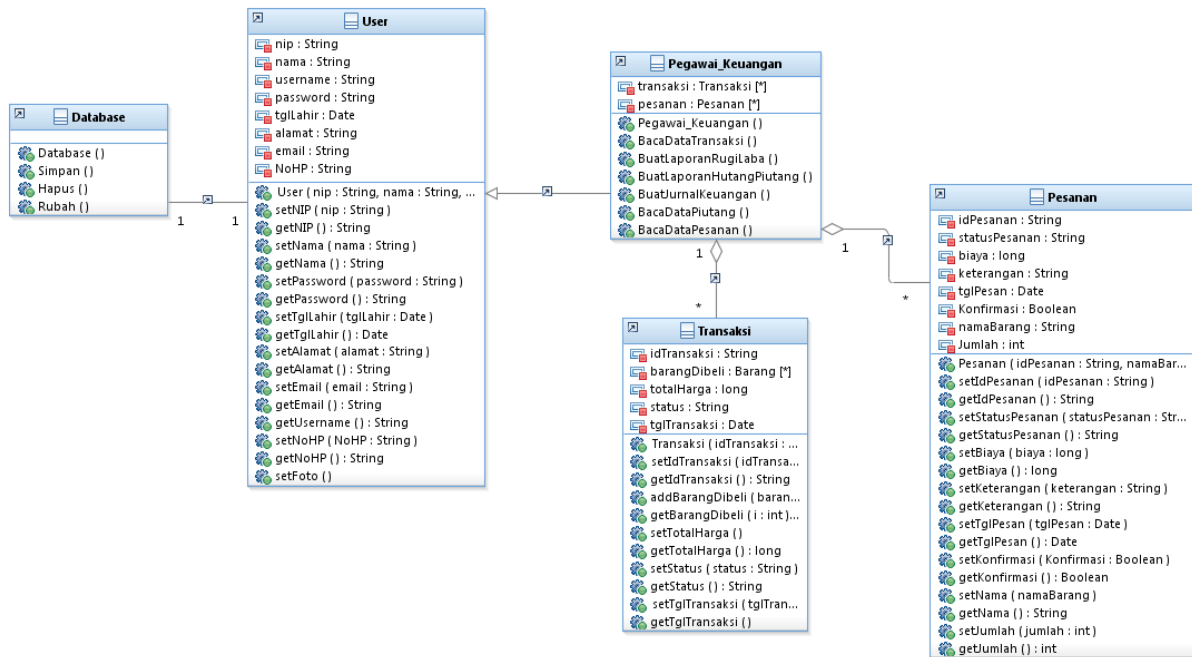 Database
Database ()
Simpan ()
Hapus ()
Rubah ()
1
1
User
nip : String
nama : String
username : String
password : String
tglLahir : Date
alamat : String
email : String
NoHP : String
User ( nip : String, nama : String, ...
setNIP ( nip : String )
getNIP () : String
setNama ( nama : String )
getNama () : String
setPassword ( password : String )
getPassword () : String
setTglLahir ( tglLahir : Date )
getTglLahir () : Date
setAlamat ( alamat : String )
getAlamat () : String
setEmail ( email : String )
getEmail () : String
getUsername () : String
setNoHP ( NoHP : String )
getNoHP () : String
setFoto ()
Pegawai_Keuangan
transaksi : Transaksi [*]
pesanan : Pesanan [*]
Pegawai_Keuangan ()
BacaDataTransaksi ()
BuatLaporanRugiLaba ()
BuatLaporanHutangPiutang ()
BuatJurnalKeuangan ()
BacaDataPiutang ()
BacaDataPesanan ()
1
*
1
*
Transaksi
idTransaksi : String
barangDibeli : Barang [*]
totalHarga : long
status : String
tglTransaksi : Date
Transaksi ( idTransaksi : ...
setIdTransaksi ( idTransa...
getIdTransaksi () : String
addBarangDibeli ( baran...
getBarangDibeli ( i : int )...
setTotalHarga ()
getTotalHarga () : long
setStatus ( status : String )
getStatus () : String
setTglTransaksi ( tglTran...
getTglTransaksi ()
Pesanan
idPesanan : String
statusPesanan : String
biaya : long
keterangan : String
tglPesan : Date
Konfirmasi : Boolean
namaBarang : String
Jumlah : int
Pesanan ( idPesanan : String, namaBar...
setIdPesanan ( idPesanan : String )
getIdPesanan () : String
setStatusPesanan ( statusPesanan : Str...
getStatusPesanan () : String
setBiaya ( biaya : long )
getBiaya () : long
setKeterangan ( keterangan : String )
getKeterangan () : String
setTglPesan ( tglPesan : Date )
getTglPesan () : Date
setKonfirmasi ( Konfirmasi : Boolean )
getKonfirmasi () : Boolean
setNama ( namaBarang )
getNama () : String
setJumlah ( jumlah : int )
getJumlah () : int